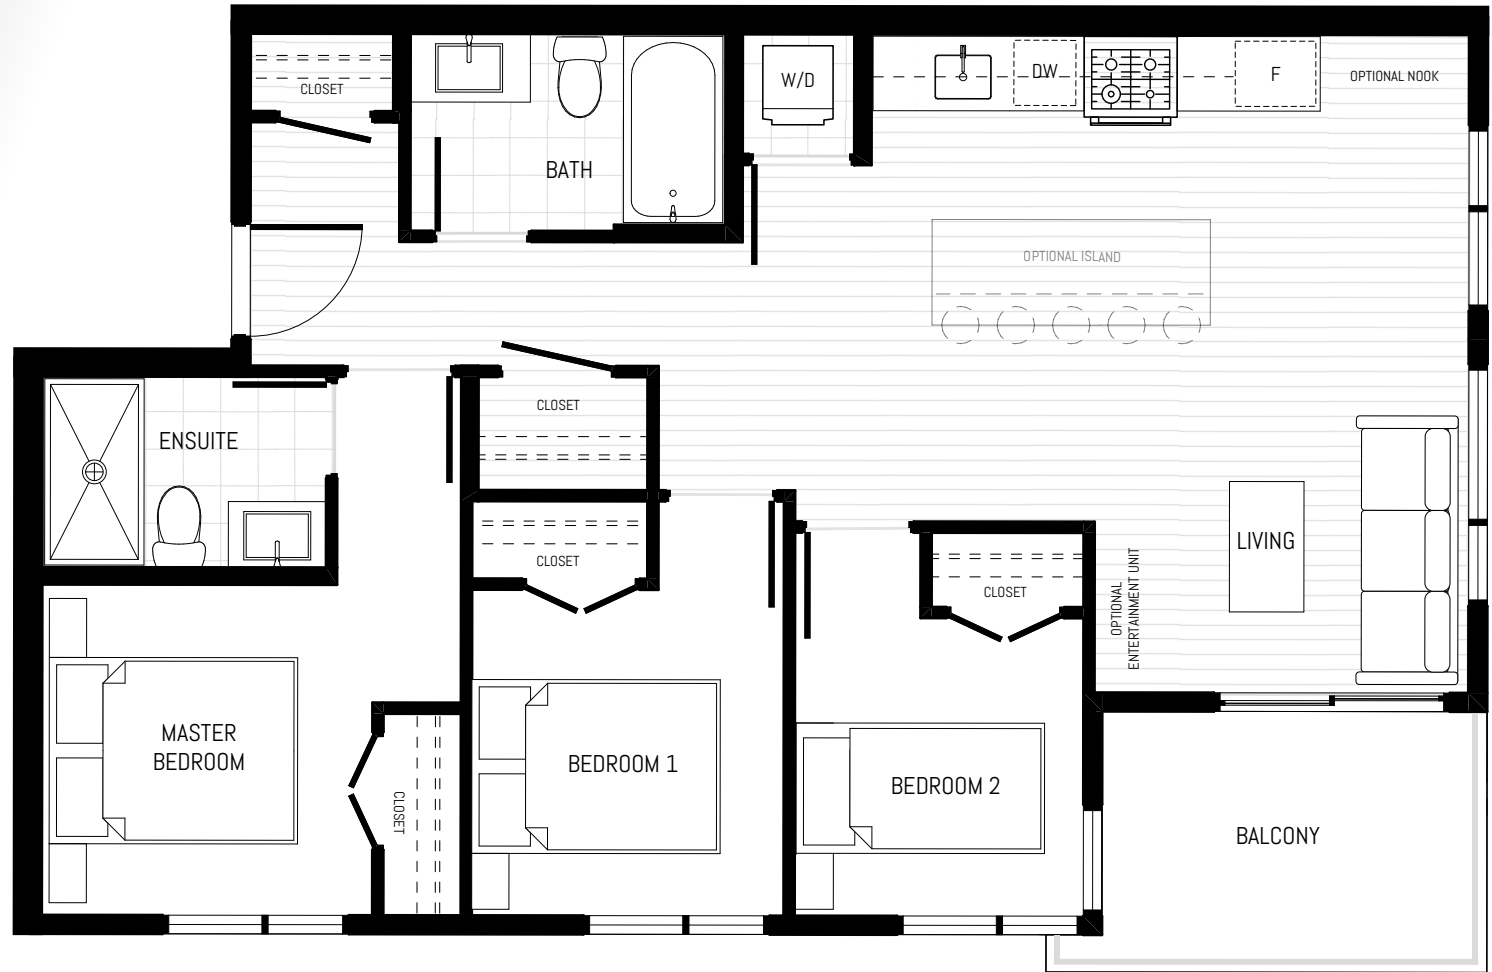 CLOSET
W/D
DW
F
OPTIONAL NOOK
BATH
OPTIONAL ISLAND
CLOSET
ENSUITE
CLOSET
LIVING
CLOSET
OPTIONAL
ENTERTAINMENT UNIT
MASTER
BEDROOM
BEDROOM 1
BEDROOM 2
CLOSET
BALCONY